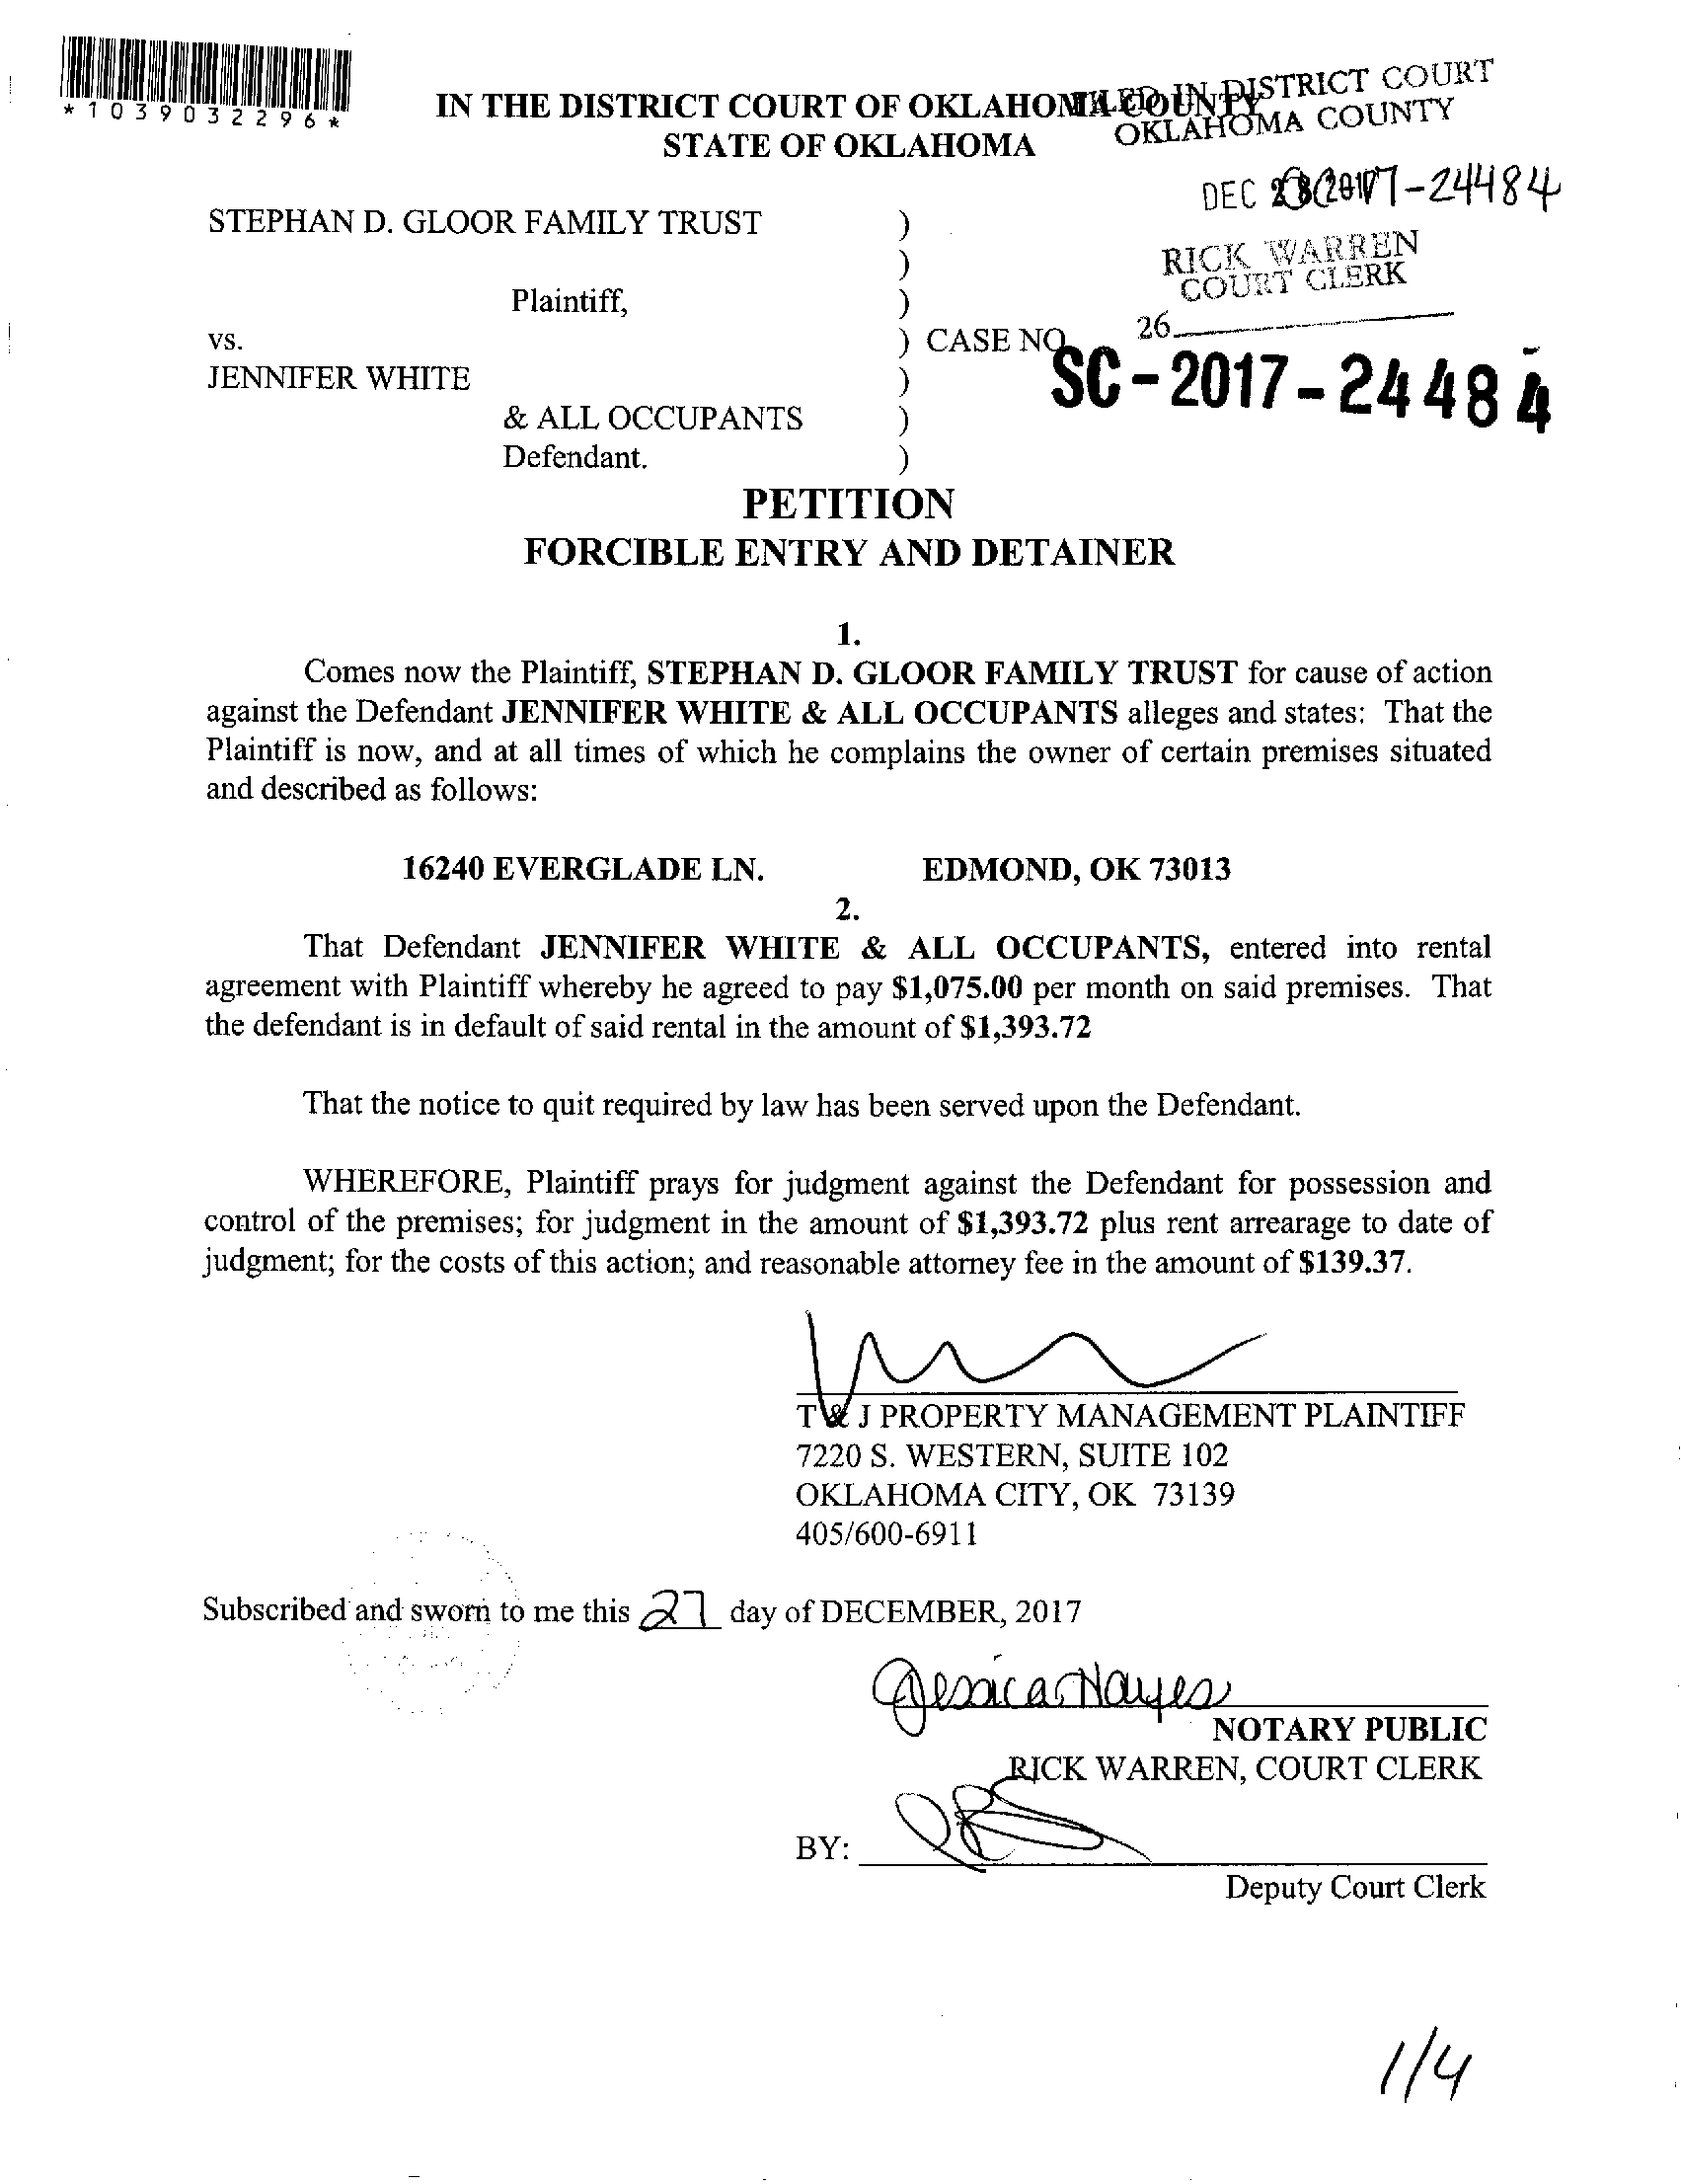 *1039032296*
IN THE DISTRICT COURT OF OKLAHOMA COUNTY
STATE OF OKLAHOMA
FILED IN DISTRICT COURT
OKLAHOMA COUNTY
DEC 28 2017-24484
RICK WARREN
COURT CLERK
26
STEPHAN D. GLOOR FAMILY TRUST )
)
Plaintiff, )
vs. ) CASE NO
SC-2017-24484
JENNIFER WHITE )
& ALL OCCUPANTS )
Defendant. )
PETITION
FORCIBLE ENTRY AND DETAINER
1.
Comes now the Plaintiff, STEPHAN D. GLOOR FAMILY TRUST for cause of action
against the Defendant JENNIFER WHITE & ALL OCCUPANTS alleges and states: That the
Plaintiff is now, and at all times of which he complains the owner of certain premises situated
and described as follows:
16240 EVERGLADE LN. EDMOND, OK 73013
2.
That Defendant JENNIFER WHITE & ALL OCCUPANTS, entered into rental
agreement with Plaintiff whereby he agreed to pay $1,075.00 per month on said premises. That
the defendant is in default of said rental in the amount of $1,393.72
That the notice to quit required by law has been served upon the Defendant.
WHEREFORE, Plaintiff prays for judgment against the Defendant for possession and
control of the premises; for judgment in the amount of $1,393.72 plus rent arrearage to date of
judgment; for the costs of this action; and reasonable attorney fee in the amount of $139.37.
T & J PROPERTY MANAGEMENT PLAINTIFF
7220 S. WESTERN, SUITE 102
OKLAHOMA CITY, OK 73139
405/600-6911
Subscribed and sworn to me this 27 day of DECEMBER, 2017
Jessica Hayes
NOTARY PUBLIC
RICK WARREN, COURT CLERK
BY:
Deputy Court Clerk
1/4